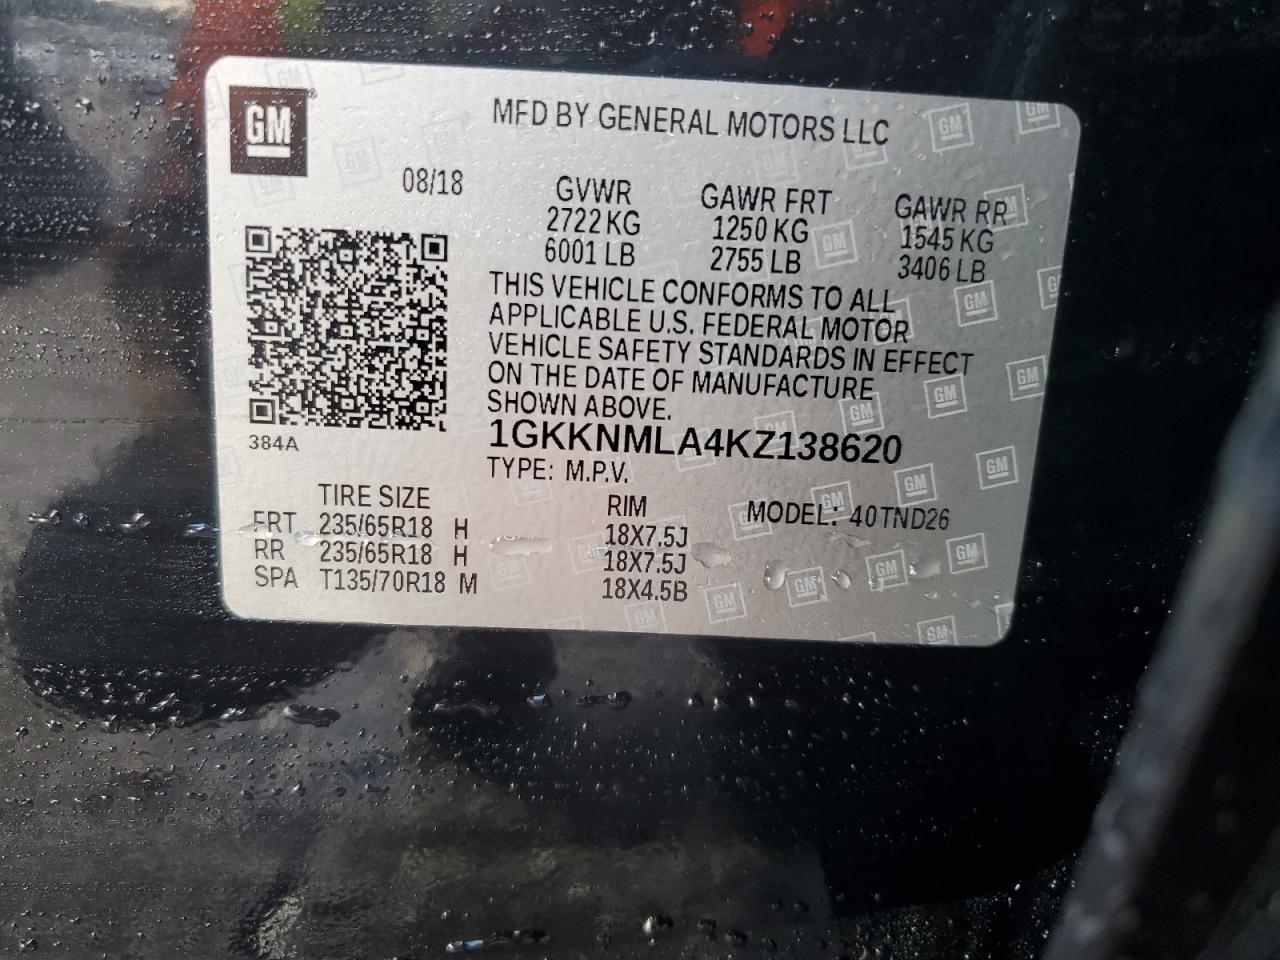 GM
MFD BY GENERAL MOTORS LLC
08/18
GVWR GAWR FRT GAWR RR
2722 KG 1250 KG 1545 KG
6001 LB 2755 LB 3406 LB
THIS VEHICLE CONFORMS TO ALL
APPLICABLE U.S. FEDERAL MOTOR
VEHICLE SAFETY STANDARDS IN EFFECT
ON THE DATE OF MANUFACTURE
SHOWN ABOVE.
384A
1GKKNMLA4KZ138620
TYPE: M.P.V.
TIRE SIZE RIM MODEL: 40TND26
FRT 235/65R18 H 18X7.5J
RR 235/65R18 H 18X7.5J
SPA T135/70R18 M 18X4.5B